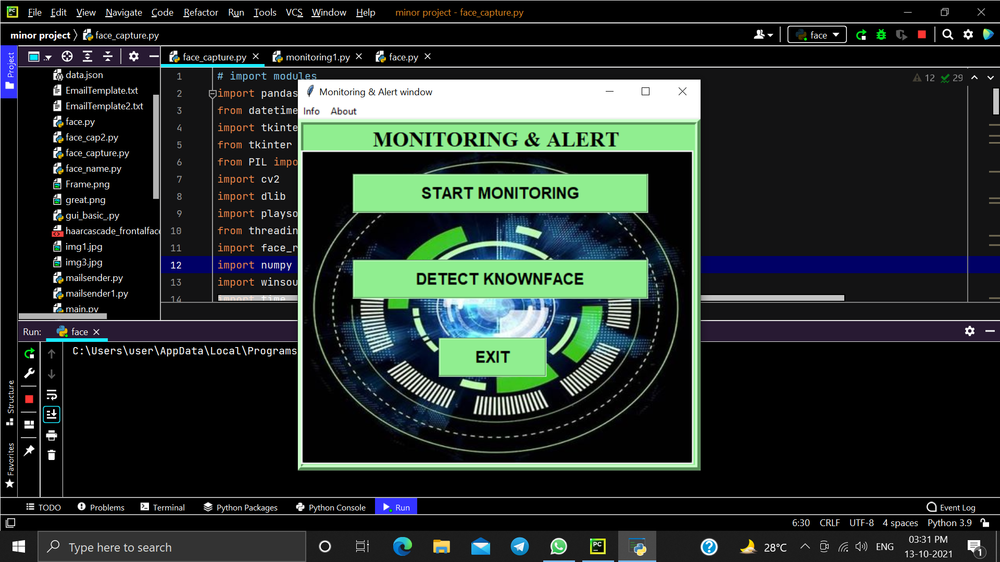 File Edit View Navigate Code Refactor Run Tools VCS Window Help minor project - face_capture.py
minor project face_capture.py
face
Project
face_capture.py monitoring1.py face.py
data.json
EmailTemplate.txt
EmailTemplate2.txt
face.py
face_cap2.py
face_capture.py
face_name.py
Frame.png
great.png
gui_basic_.py
haarcascade_frontalface
img1.jpg
img3.jpg
mailsender.py
mailsender1.py
main.py
12 29
1 # import modules
2 import pandas
3 from datetime
4 import tkinte
5 from tkinter
6 from PIL impo
7 import cv2
8 import dlib
9 import playso
10 from threadin
11 import face_r
12 import numpy
13 import winsou
14 import time
Monitoring & Alert window
Info About
MONITORING & ALERT
START MONITORING
DETECT KNOWNFACE
EXIT
Run: face
C:\Users\user\AppData\Local\Programs
Structure
Favorites
TODO Problems Terminal Python Packages Python Console Run Event Log
6:30 CRLF UTF-8 4 spaces Python 3.9
Type here to search
PC
28°C ENG
03:31 PM
13-10-2021
1